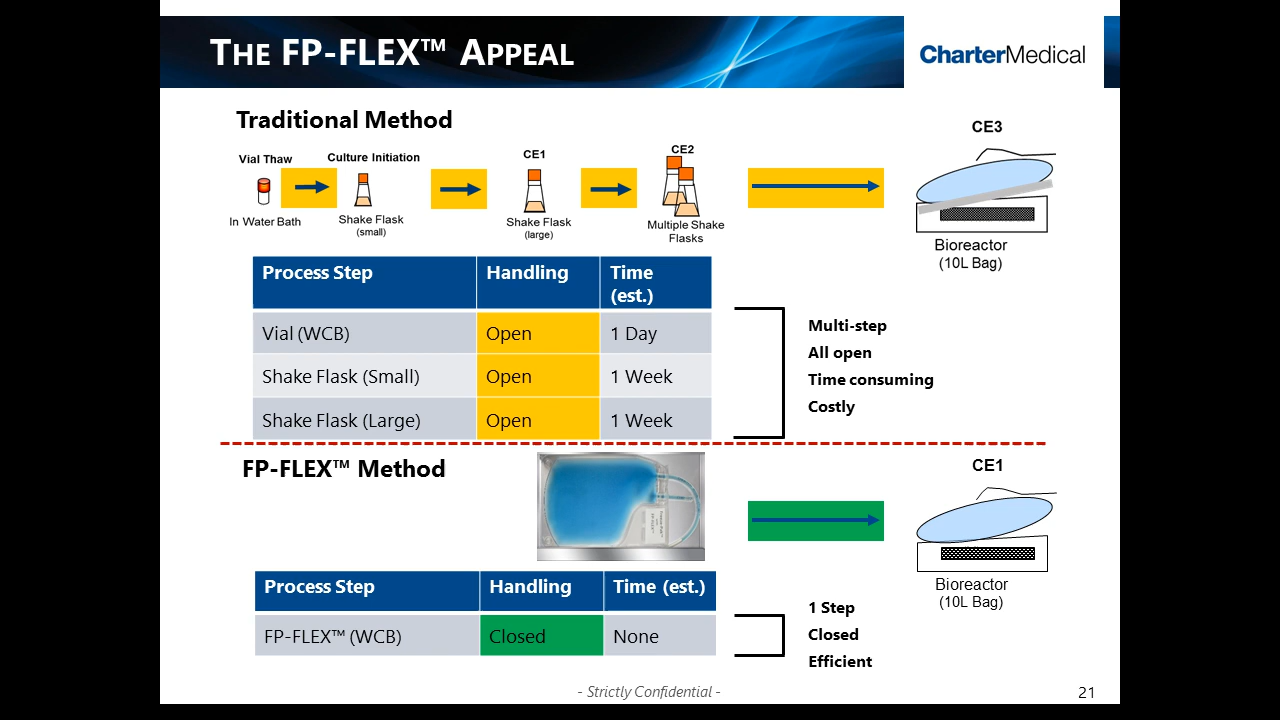 THE FP-FLEX™ APPEAL
CharterMedical
Traditional Method
Vial Thaw
In Water Bath
Culture Initiation
Shake Flask
(small)
CE1
Shake Flask
(large)
CE2
Multiple Shake
Flasks
CE3
Bioreactor
(10L Bag)
Process Step Handling Time
(est.)
Vial (WCB) Open 1 Day
Shake Flask (Small) Open 1 Week
Shake Flask (Large) Open 1 Week
Multi-step
All open
Time consuming
Costly
FP-FLEX™ Method
CE1
Bioreactor
(10L Bag)
Process Step Handling Time (est.)
FP-FLEX™ (WCB) Closed None
1 Step
Closed
Efficient
- Strictly Confidential -
21